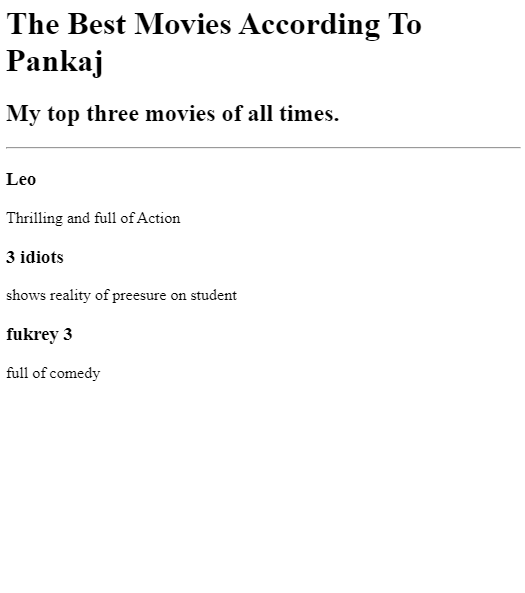 The Best Movies According To
Pankaj
My top three movies of all times.
Leo
Thrilling and full of Action
3 idiots
shows reality of preesure on student
fukrey 3
full of comedy